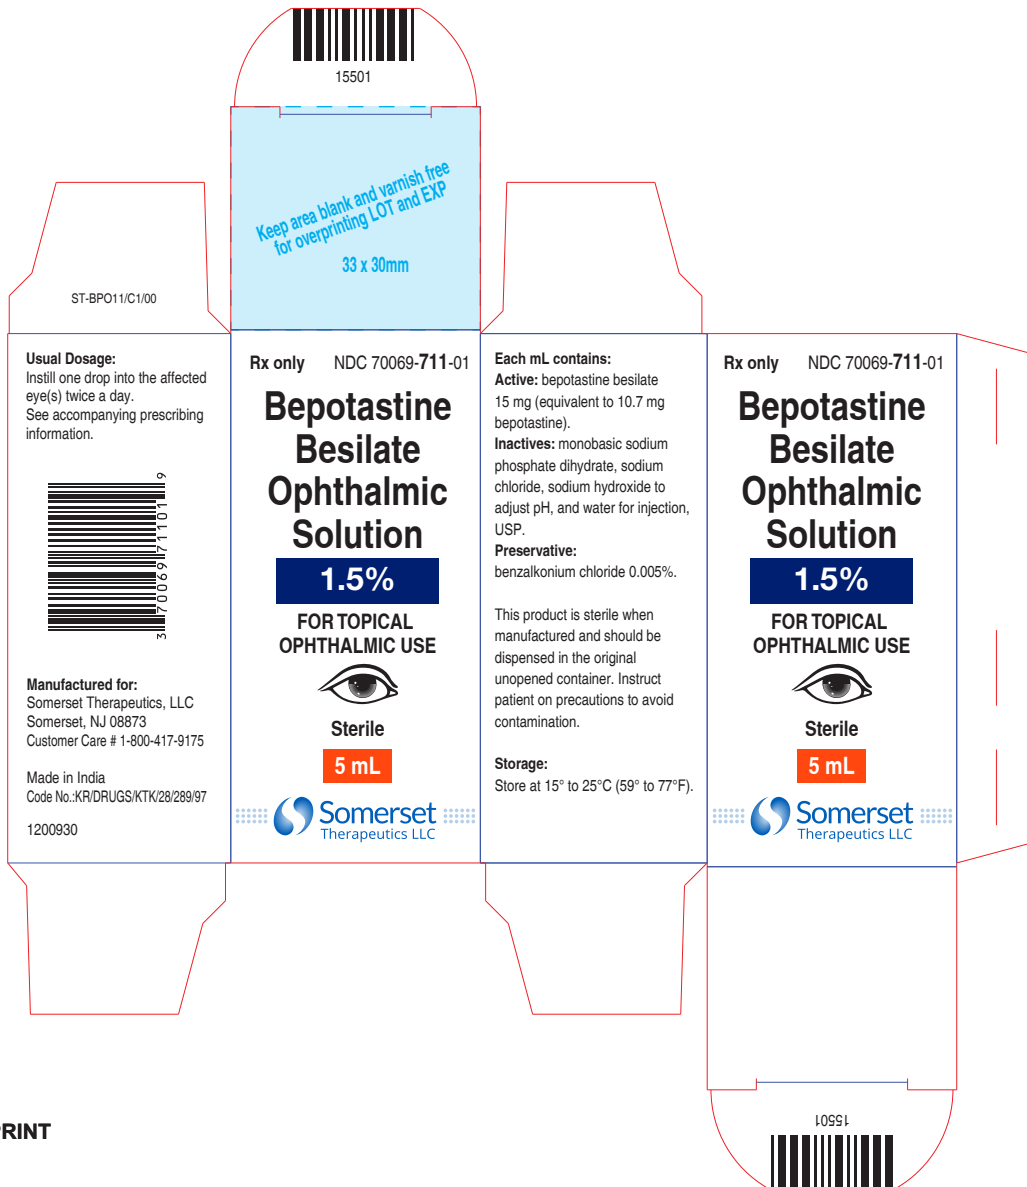 15501
Keep area blank and varnish free
for overprinting LOT and EXP
33 x 30mm
ST-BPO11/C1/00
Usual Dosage:
Instill one drop into the affected
eye(s) twice a day.
See accompanying prescribing
information.
3 70069 71101 9
Manufactured for:
Somerset Therapeutics, LLC
Somerset, NJ 08873
Customer Care # 1-800-417-9175
Made in India
Code No.:KR/DRUGS/KTK/28/289/97
1200930
Rx only NDC 70069-711-01
Bepotastine
Besilate
Ophthalmic
Solution
1.5%
FOR TOPICAL
OPHTHALMIC USE
Sterile
5 mL
Somerset
Therapeutics LLC
Each mL contains:
Active: bepotastine besilate
15 mg (equivalent to 10.7 mg
bepotastine).
Inactives: monobasic sodium
phosphate dihydrate, sodium
chloride, sodium hydroxide to
adjust pH, and water for injection,
USP.
Preservative:
benzalkonium chloride 0.005%.
This product is sterile when
manufactured and should be
dispensed in the original
unopened container. Instruct
patient on precautions to avoid
contamination.
Storage:
Store at 15° to 25°C (59° to 77°F).
Rx only NDC 70069-711-01
Bepotastine
Besilate
Ophthalmic
Solution
1.5%
FOR TOPICAL
OPHTHALMIC USE
Sterile
5 mL
Somerset
Therapeutics LLC
15501